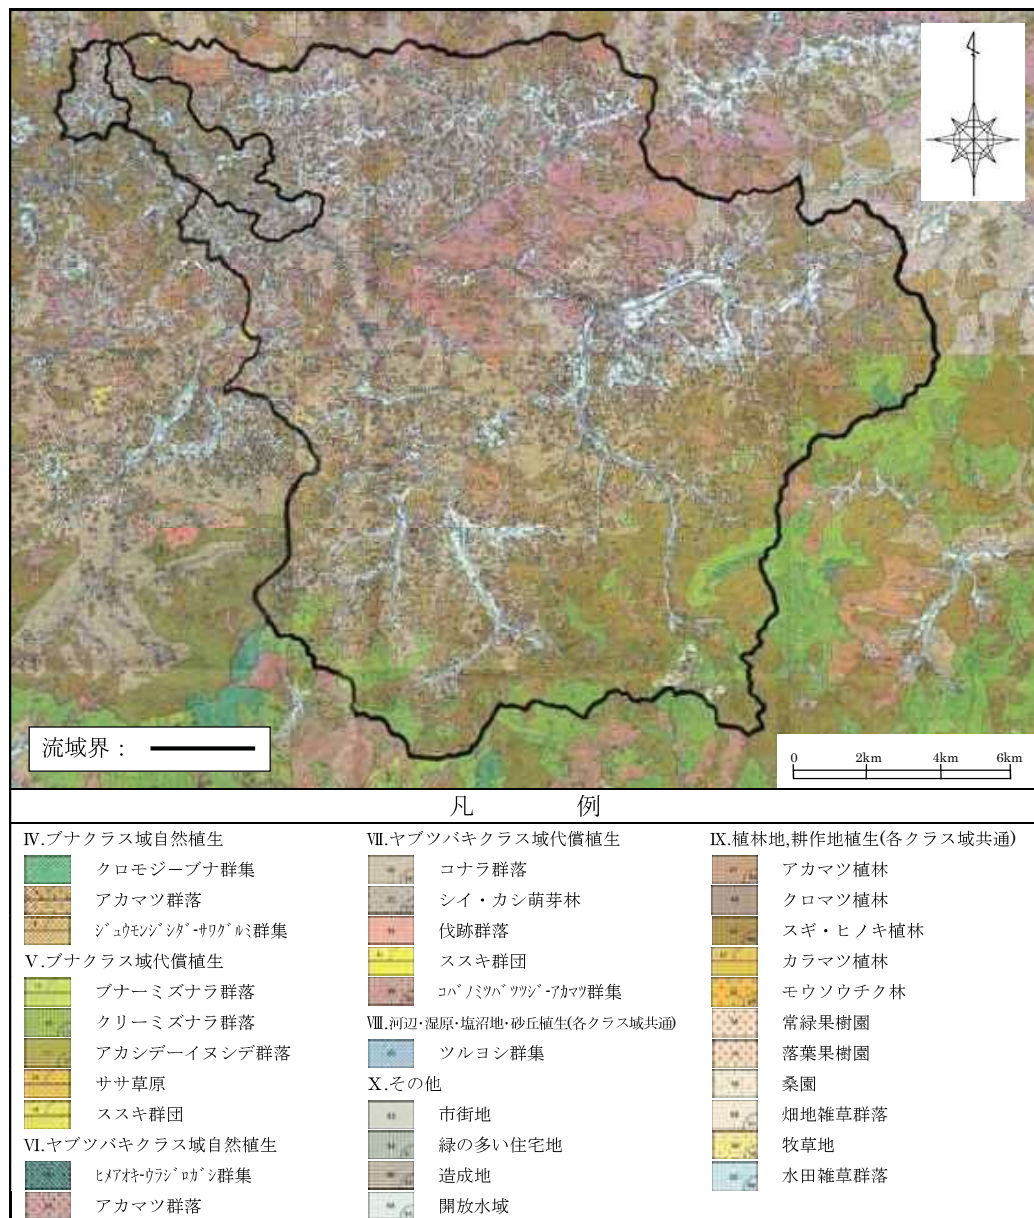 流域界：
0 2km 4km 6km
凡 例
Ⅳ.ブナクラス域自然植生
クロモジーブナ群集
アカマツ群落
ｼﾞｭｳﾓﾝｼﾞｼﾀﾞ-ｻﾜｸﾞﾙﾐ群集
Ⅴ.ブナクラス域代償植生
ブナーミズナラ群落
クリーミズナラ群落
アカシデーイヌシデ群落
ササ草原
ススキ群団
Ⅵ.ヤブツバキクラス域自然植生
ﾋﾒｱｵｷ-ｳﾗｼﾞﾛｶﾞｼ群集
アカマツ群落
Ⅶ.ヤブツバキクラス域代償植生
コナラ群落
シイ・カシ萌芽林
伐跡群落
ススキ群団
ｺﾊﾞﾉﾐﾂﾊﾞﾂﾂｼﾞ-ｱｶﾏﾂ群集
Ⅷ.河辺･湿原･塩沼地･砂丘植生(各クラス域共通)
ツルヨシ群集
Ⅹ.その他
市街地
緑の多い住宅地
造成地
開放水域
Ⅸ.植林地,耕作地植生(各クラス域共通)
アカマツ植林
クロマツ植林
スギ・ヒノキ植林
カラマツ植林
モウソウチク林
常緑果樹園
落葉果樹園
桑園
畑地雑草群落
牧草地
水田雑草群落